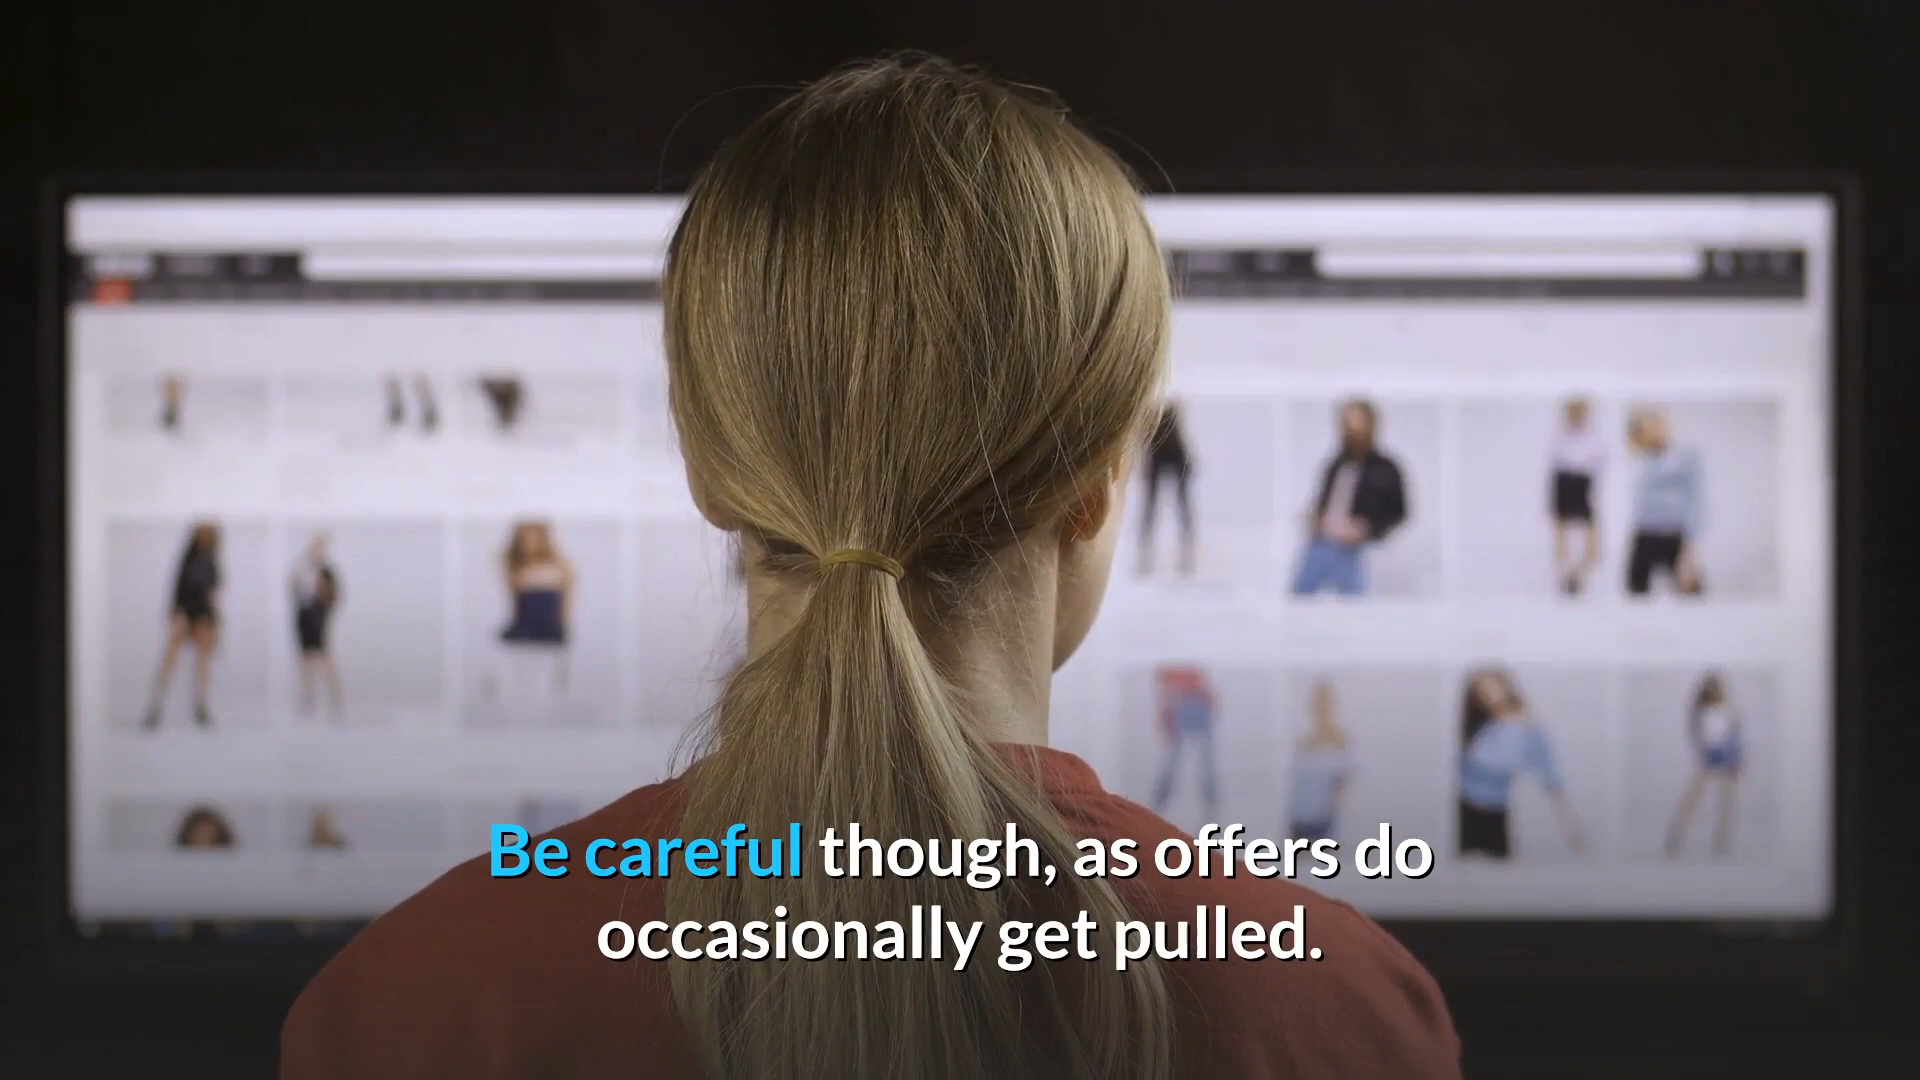 Be careful though, as offers do
occasionally get pulled.